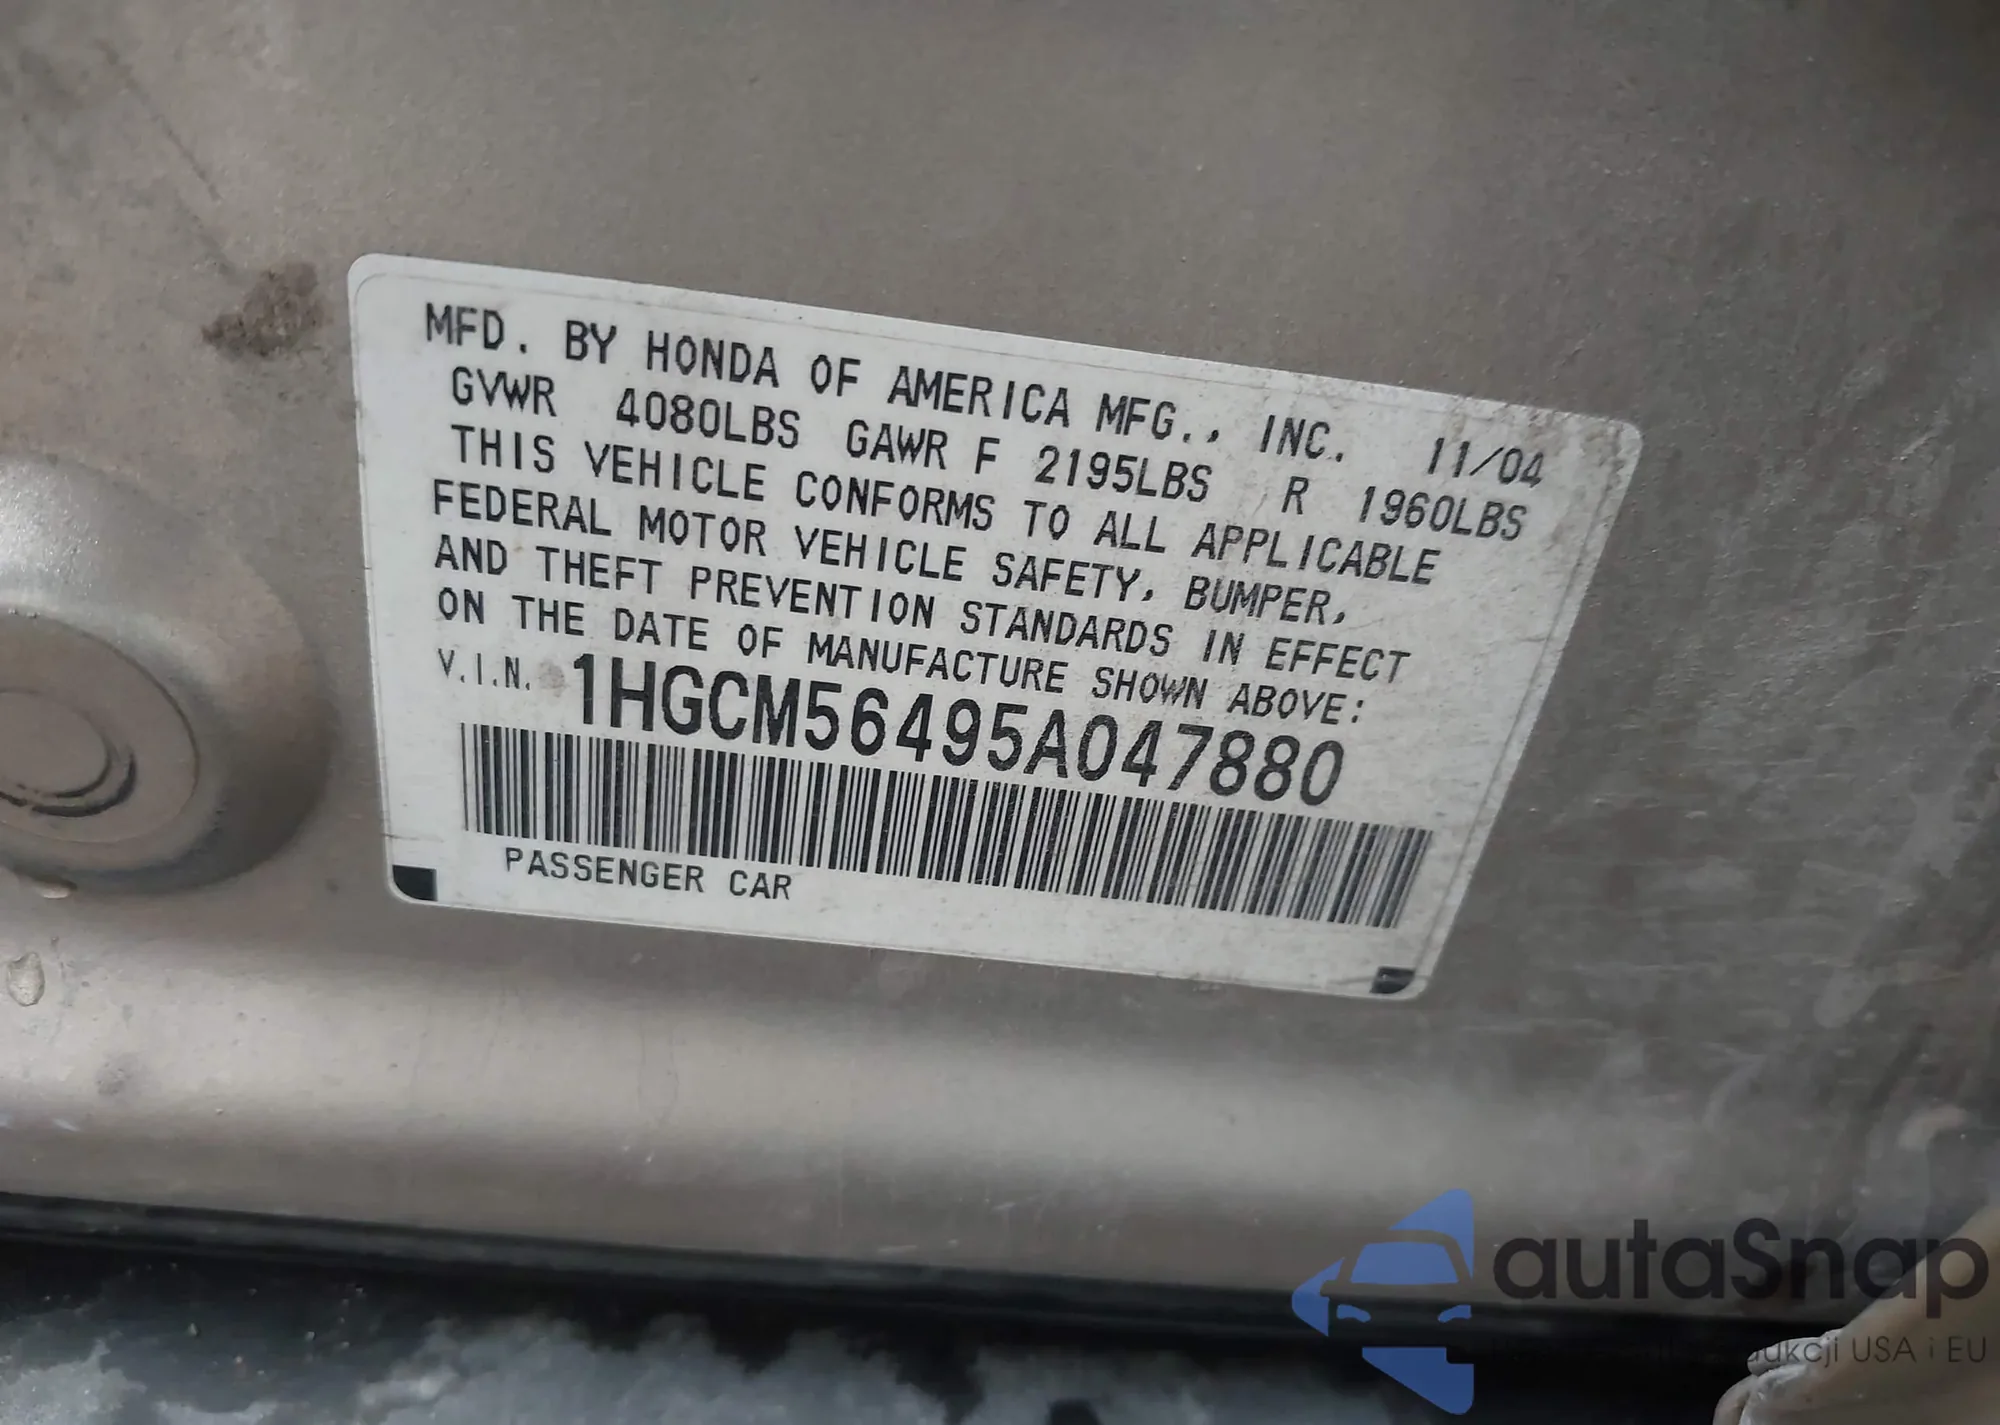 MFD. BY HONDA OF AMERICA MFG., INC. 11/04
GVWR 4080LBS GAWR F 2195LBS R 1960LBS
THIS VEHICLE CONFORMS TO ALL APPLICABLE
FEDERAL MOTOR VEHICLE SAFETY, BUMPER,
AND THEFT PREVENTION STANDARDS IN EFFECT
ON THE DATE OF MANUFACTURE SHOWN ABOVE:
V.I.N. 1HGCM56495A047880
PASSENGER CAR
autaSnap
USA i EU